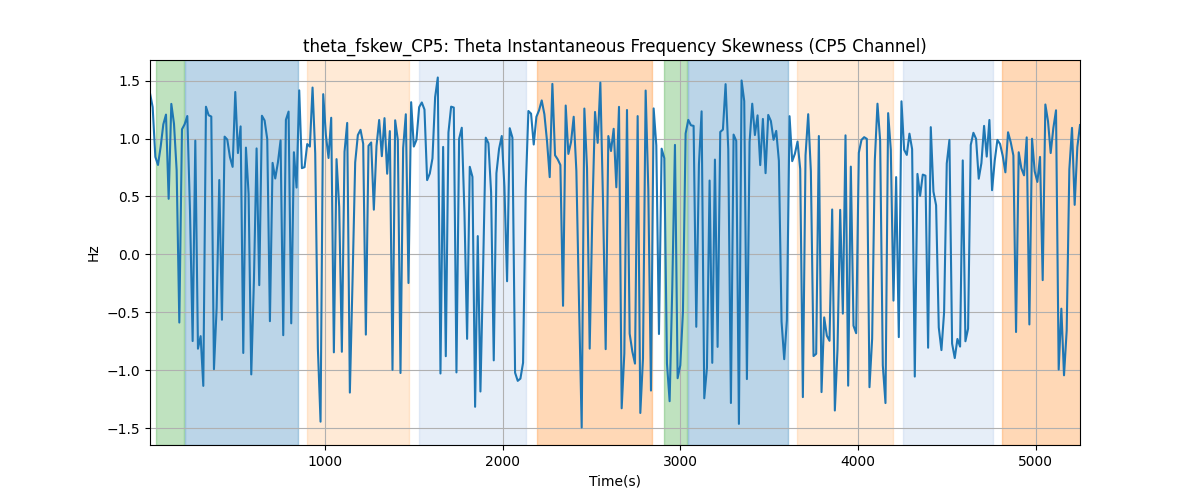 theta_fskew_CP5: Theta Instantaneous Frequency Skewness (CP5 Channel)
1.5
1.0
0.5
0.0
−0.5
−1.0
−1.5
Hz
1000 2000 3000 4000 5000
Time(s)